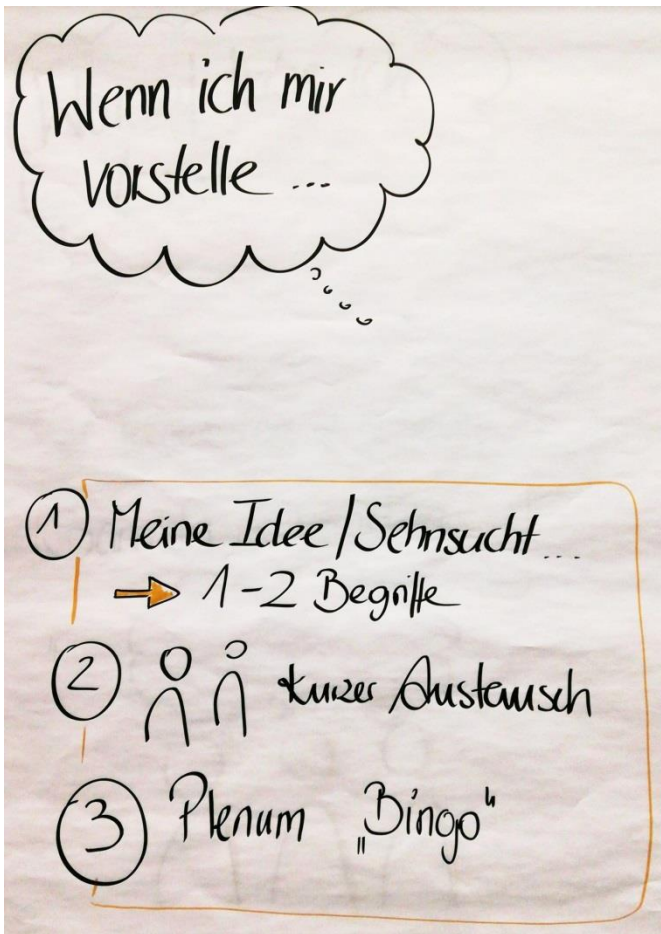 Wenn ich mir
vorstelle ...
1 Meine Idee/Sehnsucht...
1-2 Begriffe
2 kurzer Austausch
3 Plenum „Bingo“